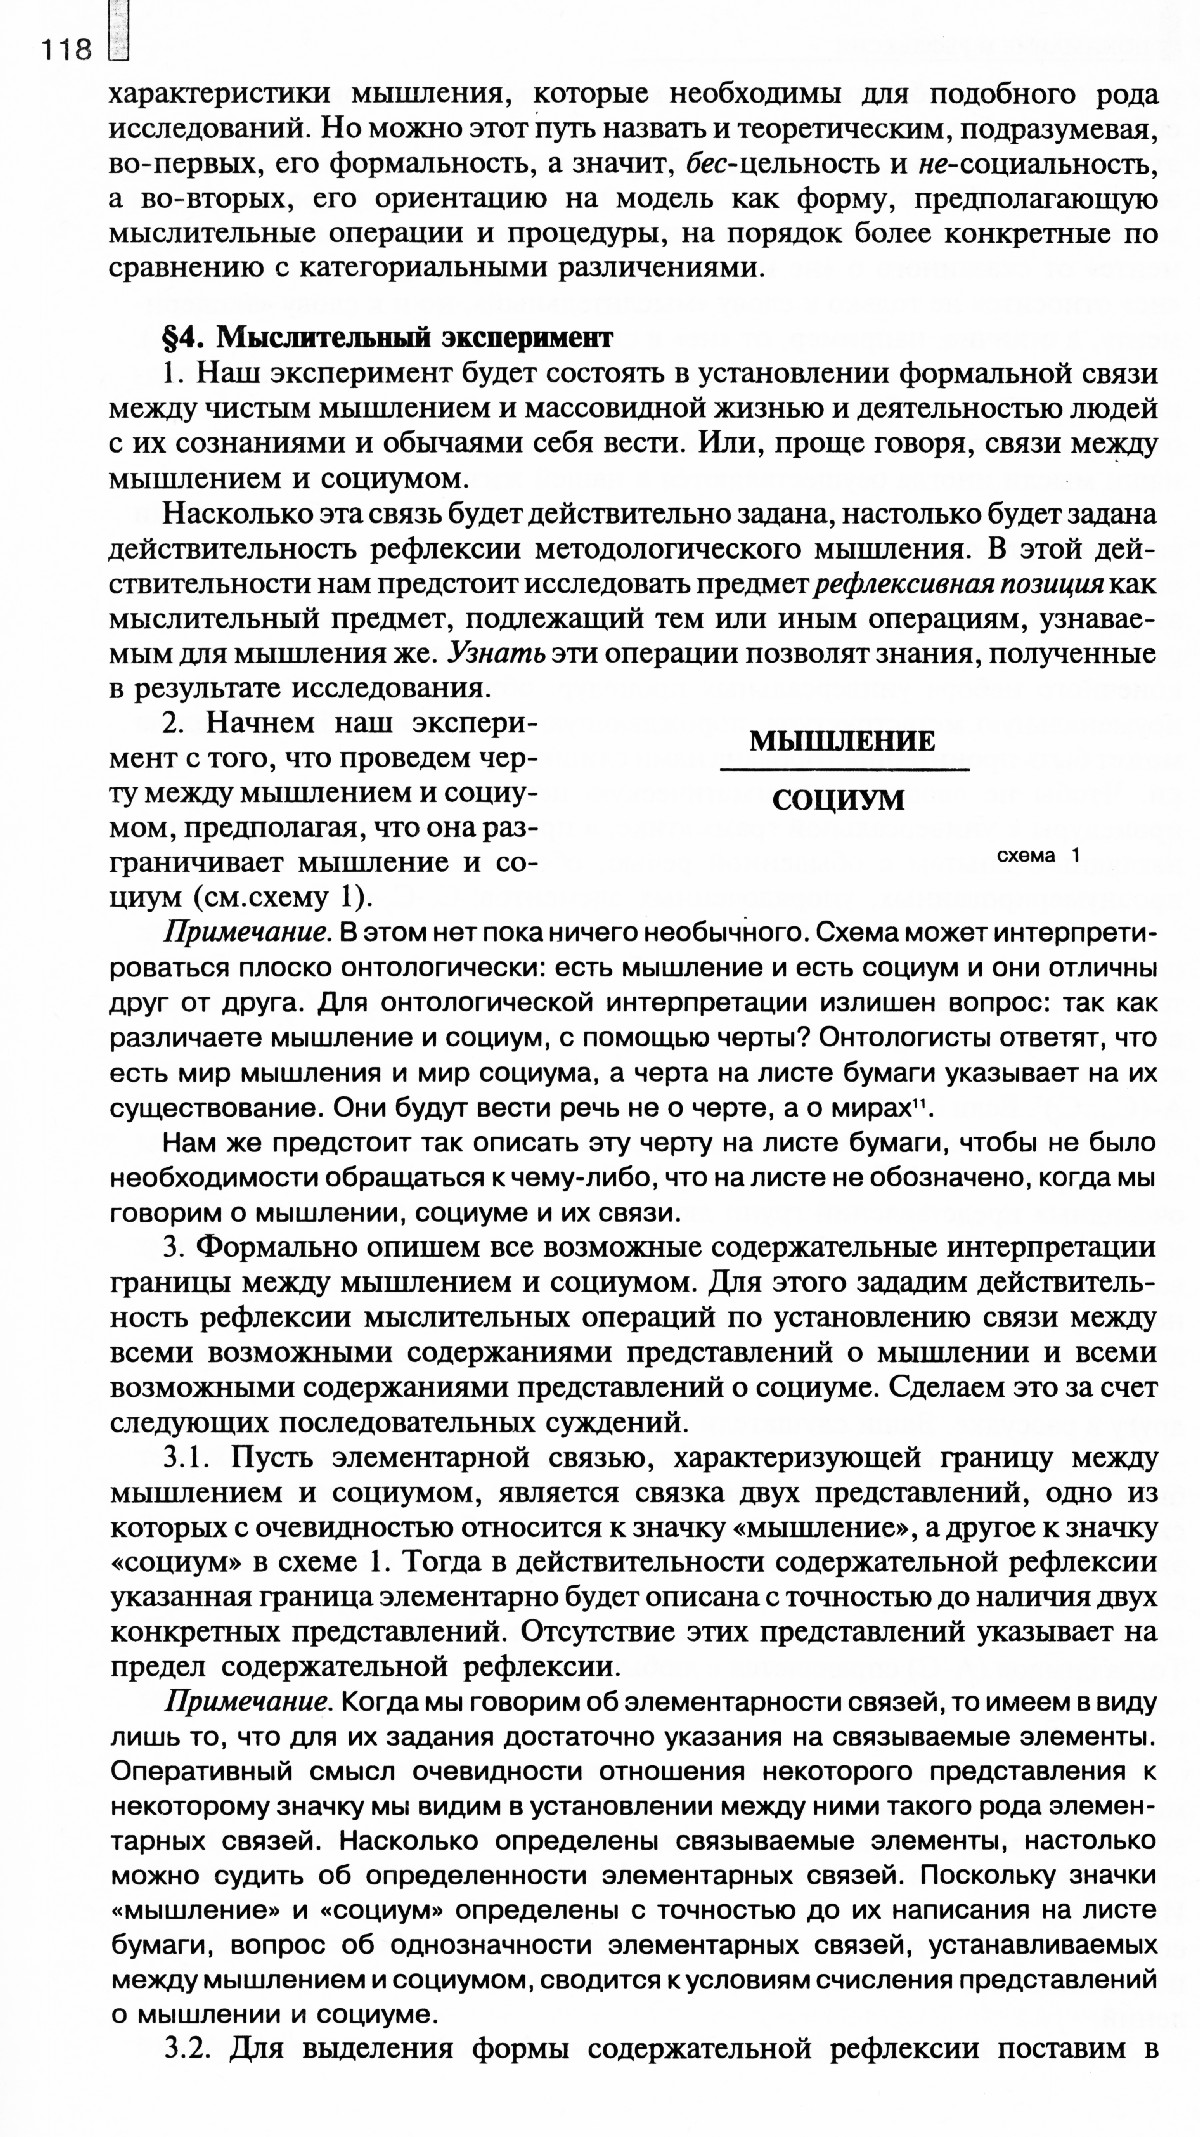 118
характеристики мышления, которые необходимы для подобного рода
исследований. Но можно этот путь назвать и теоретическим, подразумевая,
во-первых, его формальность, а значит, бес-цельность и не-социальность,
а во-вторых, его ориентацию на модель как форму, предполагающую
мыслительные операции и процедуры, на порядок более конкретные по
сравнению с категориальными различениями.
§4. Мыслительный эксперимент
1. Наш эксперимент будет состоять в установлении формальной связи
между чистым мышлением и массовидной жизнью и деятельностью людей
с их сознаниями и обычаями себя вести. Или, проще говоря, связи между
мышлением и социумом.
Насколько эта связь будет действительно задана, настолько будет задана
действительность рефлексии методологического мышления. В этой дей-
ствительности нам предстоит исследовать предмет рефлексивная позиция как
мыслительный предмет, подлежащий тем или иным операциям, узнавае-
мым для мышления же. Узнать эти операции позволят знания, полученные
в результате исследования.
2. Начнем наш экспери-
мент с того, что проведем чер-
ту между мышлением и социу-
мом, предполагая, что она раз-
граничивает мышление и со-
циум (см.схему 1).
МЫШЛЕНИЕ
СОЦИУМ
схема 1
Примечание. В этом нет пока ничего необычного. Схема может интерпрети-
роваться плоско онтологически: есть мышление и есть социум и они отличны
друг от друга. Для онтологической интерпретации излишен вопрос: так как
различаете мышление и социум, с помощью черты? Онтологисты ответят, что
есть мир мышления и мир социума, а черта на листе бумаги указывает на их
существование. Они будут вести речь не о черте, а о мирах¹¹.
Нам же предстоит так описать эту черту на листе бумаги, чтобы не было
необходимости обращаться к чему-либо, что на листе не обозначено, когда мы
говорим о мышлении, социуме и их связи.
3. Формально опишем все возможные содержательные интерпретации
границы между мышлением и социумом. Для этого зададим действитель-
ность рефлексии мыслительных операций по установлению связи между
всеми возможными содержаниями представлений о мышлении и всеми
возможными содержаниями представлений о социуме. Сделаем это за счет
следующих последовательных суждений.
3.1. Пусть элементарной связью, характеризующей границу между
мышлением и социумом, является связка двух представлений, одно из
которых с очевидностью относится к значку «мышление», а другое к значку
«социум» в схеме 1. Тогда в действительности содержательной рефлексии
указанная граница элементарно будет описана с точностью до наличия двух
конкретных представлений. Отсутствие этих представлений указывает на
предел содержательной рефлексии.
Примечание. Когда мы говорим об элементарности связей, то имеем в виду
лишь то, что для их задания достаточно указания на связываемые элементы.
Оперативный смысл очевидности отношения некоторого представления к
некоторому значку мы видим в установлении между ними такого рода элемен-
тарных связей. Насколько определены связываемые элементы, настолько
можно судить об определенности элементарных связей. Поскольку значки
«мышление» и «социум» определены с точностью до их написания на листе
бумаги, вопрос об однозначности элементарных связей, устанавливаемых
между мышлением и социумом, сводится к условиям счисления представлений
о мышлении и социуме.
3.2. Для выделения формы содержательной рефлексии поставим в